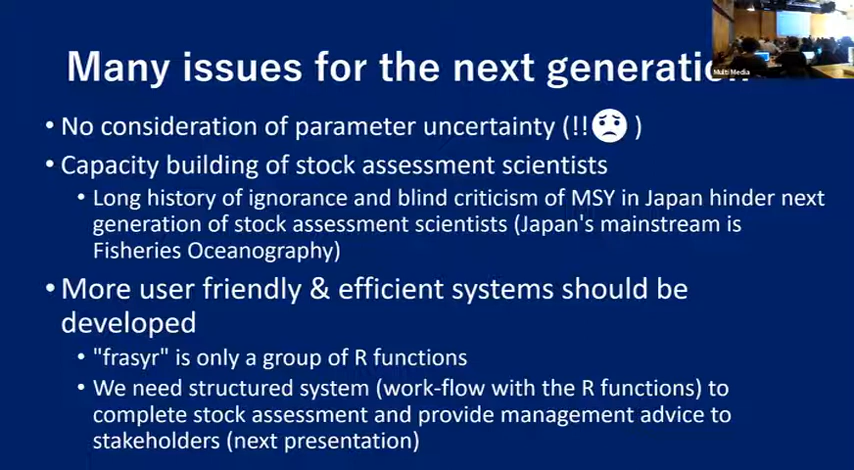 Many issues for the next generation
Multi Media
• No consideration of parameter uncertainty (!!😟)
• Capacity building of stock assessment scientists
• Long history of ignorance and blind criticism of MSY in Japan hinder next
generation of stock assessment scientists (Japan's mainstream is
Fisheries Oceanography)
• More user friendly & efficient systems should be
developed
• "frasyr" is only a group of R functions
• We need structured system (work-flow with the R functions) to
complete stock assessment and provide management advice to
stakeholders (next presentation)